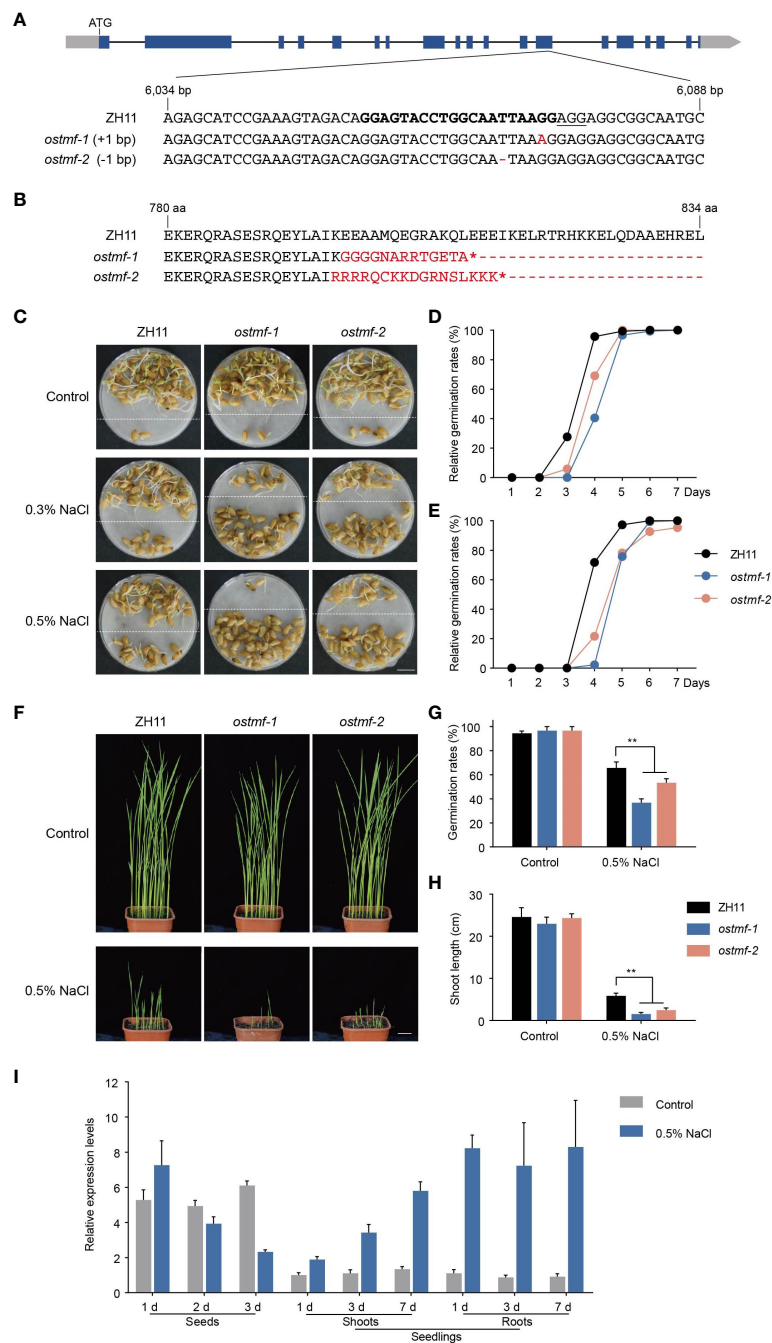 A
ATG
6,034 bp 6,088 bp
ZH11 AGAGCATCCGAAAGTAGACAGGAGTACCTGGCAATTAAGGAGGAGGCGGCAATGC
ostmf-1 (+1 bp) AGAGCATCCGAAAGTAGACAGGAGTACCTGGCAATTAAAGGAGGAGGCGGCAATG
ostmf-2 (-1 bp) AGAGCATCCGAAAGTAGACAGGAGTACCTGGCAA-TAAGGAGGAGGCGGCAATGC
B
780 aa 834 aa
ZH11 EKERQRASESRQEYLAIKEEAAMQEGRAKQLEEEIKELRTRHKKELQDAAEHREL
ostmf-1 EKERQRASESRQEYLAIKGGGGNARRTGETA*-----------------------
ostmf-2 EKERQRASESRQEYLAIRRRRQCKKDGRNSLKKK*--------------------
C
ZH11 ostmf-1 ostmf-2
Control
0.3% NaCl
0.5% NaCl
D
Relative germination rates (%)
100
80
60
40
20
0
1 2 3 4 5 6 7 Days
E
Relative germination rates (%)
100
80
60
40
20
0
1 2 3 4 5 6 7 Days
ZH11
ostmf-1
ostmf-2
F
ZH11 ostmf-1 ostmf-2
Control
0.5% NaCl
G
Germination rates (%)
100
80
60
40
20
0
**
Control 0.5% NaCl
H
Shoot length (cm)
30
20
10
0
**
Control 0.5% NaCl
ZH11
ostmf-1
ostmf-2
I
Relative expression levels
12
10
8
6
4
2
0
Control
0.5% NaCl
1 d 2 d 3 d 1 d 3 d 7 d 1 d 3 d 7 d
Seeds Shoots Roots
Seedlings